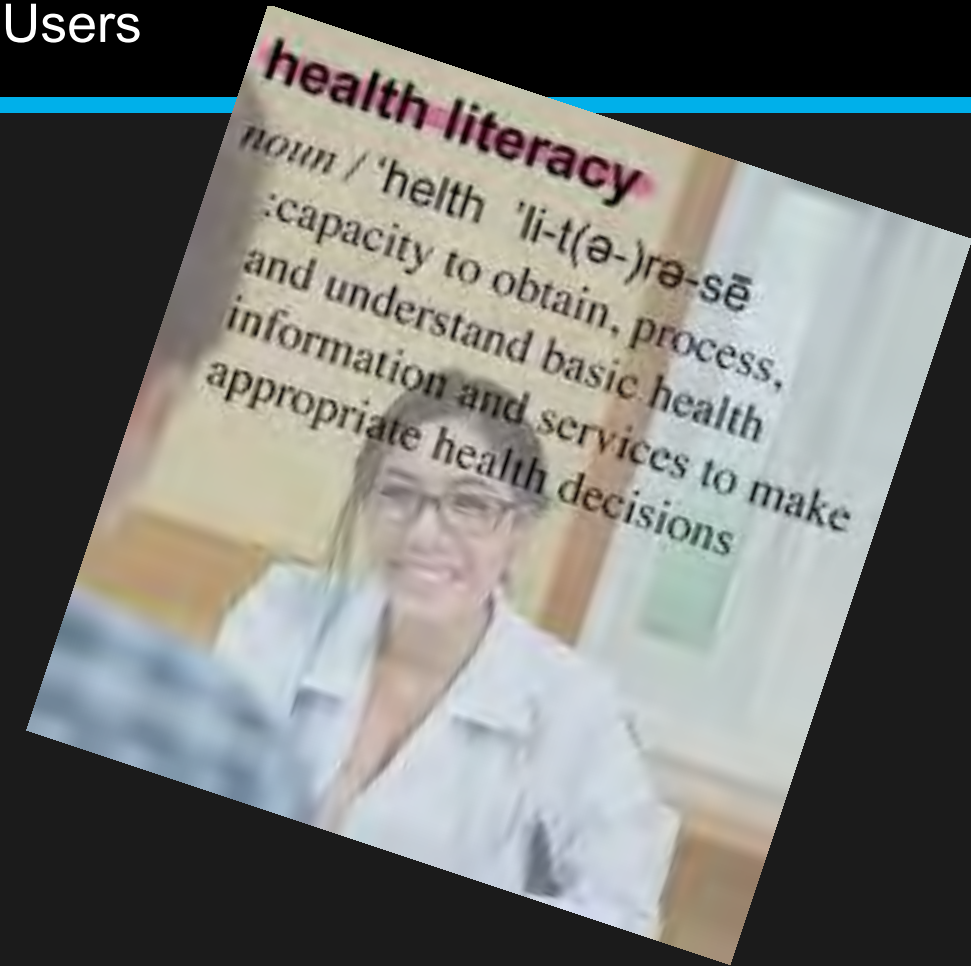 Users
health literacy
noun / 'helth 'li-t(ə-)rə-sē
:capacity to obtain, process,
and understand basic health
information and services to make
appropriate health decisions